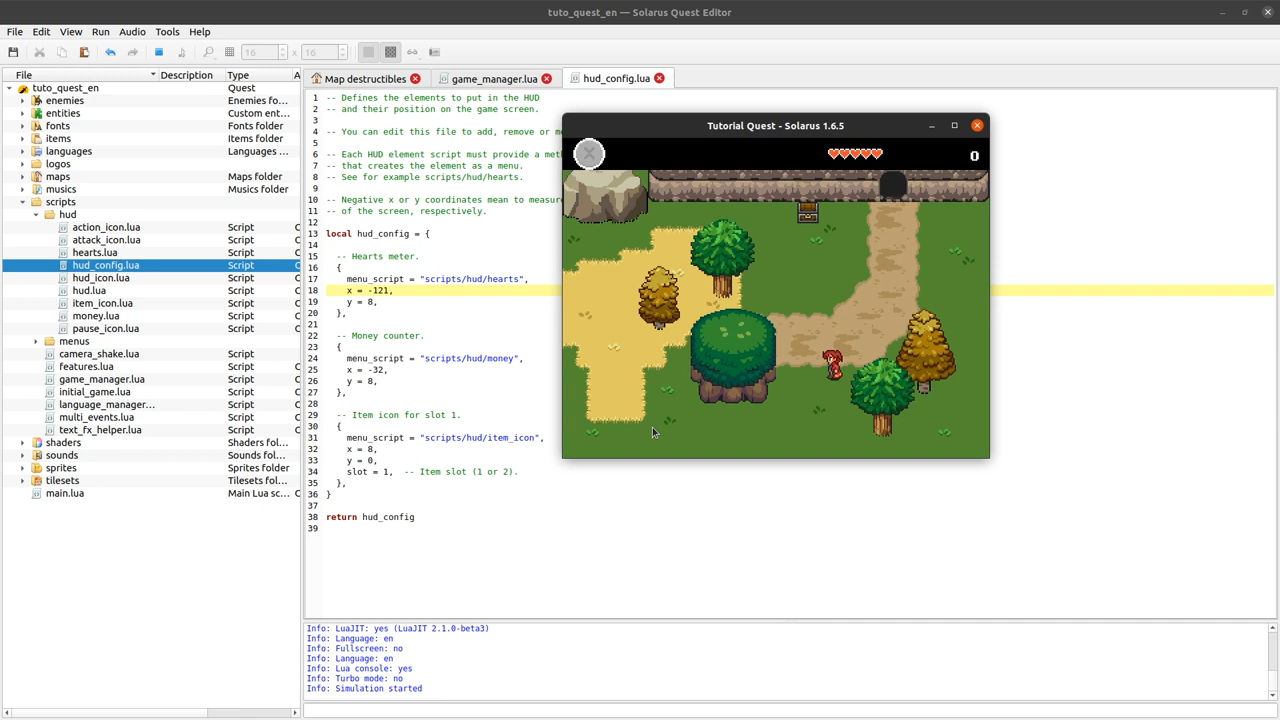 tuto_quest_en — Solarus Quest Editor
File Edit View Run Audio Tools Help
16 x 16
File Description Type A
tuto_quest_en Quest
enemies Enemies fo...
entities Custom ent...
fonts Fonts folder
items Items folder
languages Languages ...
logos
maps Maps folder
musics Musics folder
scripts
hud
action_icon.lua Script C
attack_icon.lua Script C
hearts.lua Script C
hud_config.lua Script C
hud_icon.lua Script C
hud.lua Script C
item_icon.lua Script C
money.lua Script C
pause_icon.lua Script C
menus
camera_shake.lua Script
features.lua Script C
game_manager.lua Script C
initial_game.lua Script C
language_manager... Script C
multi_events.lua Script C
text_fx_helper.lua Script C
shaders Shaders fol...
sounds Sounds fol...
sprites Sprites folder
tilesets Tilesets fol...
main.lua Main Lua sc... C
Map destructibles game_manager.lua hud_config.lua
1 -- Defines the elements to put in the HUD
2 -- and their position on the game screen.
3
4 -- You can edit this file to add, remove or mo
5
6 -- Each HUD element script must provide a met
7 -- that creates the element as a menu.
8 -- See for example scripts/hud/hearts.
9
10 -- Negative x or y coordinates mean to measur
11 -- of the screen, respectively.
12
13 local hud_config = {
14
15 -- Hearts meter.
16 {
17 menu_script = "scripts/hud/hearts",
18 x = -121,
19 y = 8,
20 },
21
22 -- Money counter.
23 {
24 menu_script = "scripts/hud/money",
25 x = -32,
26 y = 8,
27 },
28
29 -- Item icon for slot 1.
30 {
31 menu_script = "scripts/hud/item_icon",
32 x = 8,
33 y = 0,
34 slot = 1, -- Item slot (1 or 2).
35 },
36 }
37
38 return hud_config
39
Tutorial Quest - Solarus 1.6.5
0
Info: LuaJIT: yes (LuaJIT 2.1.0-beta3)
Info: Language: en
Info: Fullscreen: no
Info: Language: en
Info: Lua console: yes
Info: Turbo mode: no
Info: Simulation started